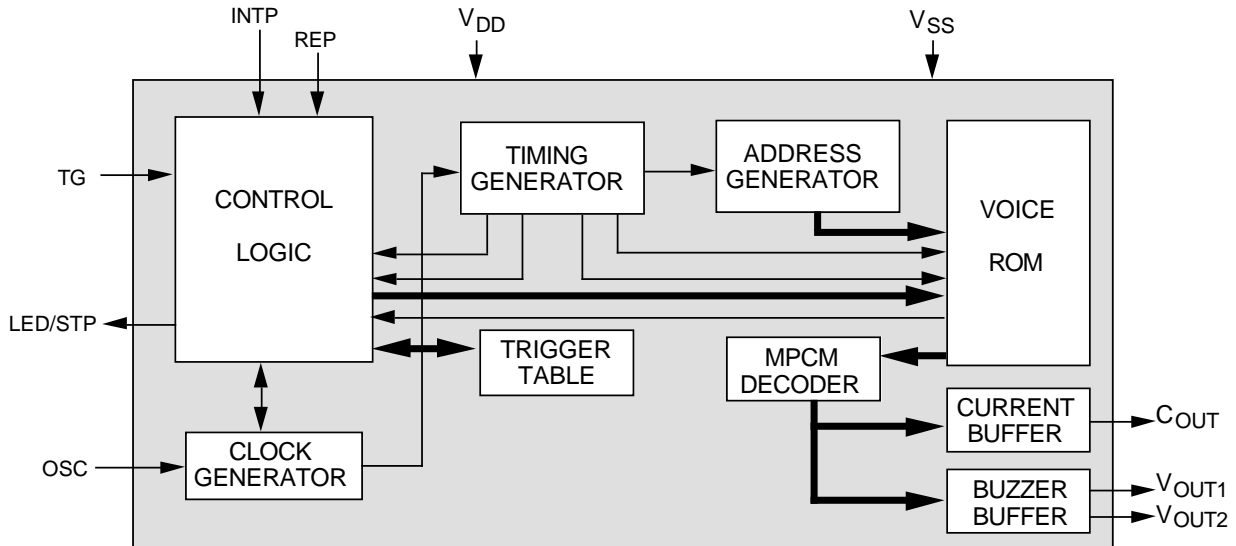 INTP
REP
VDD
VSS
TG
CONTROL
LOGIC
TIMING
GENERATOR
ADDRESS
GENERATOR
VOICE
ROM
LED/STP
TRIGGER
TABLE
MPCM
DECODER
CURRENT
BUFFER
COUT
OSC
CLOCK
GENERATOR
BUZZER
BUFFER
VOUT1
VOUT2